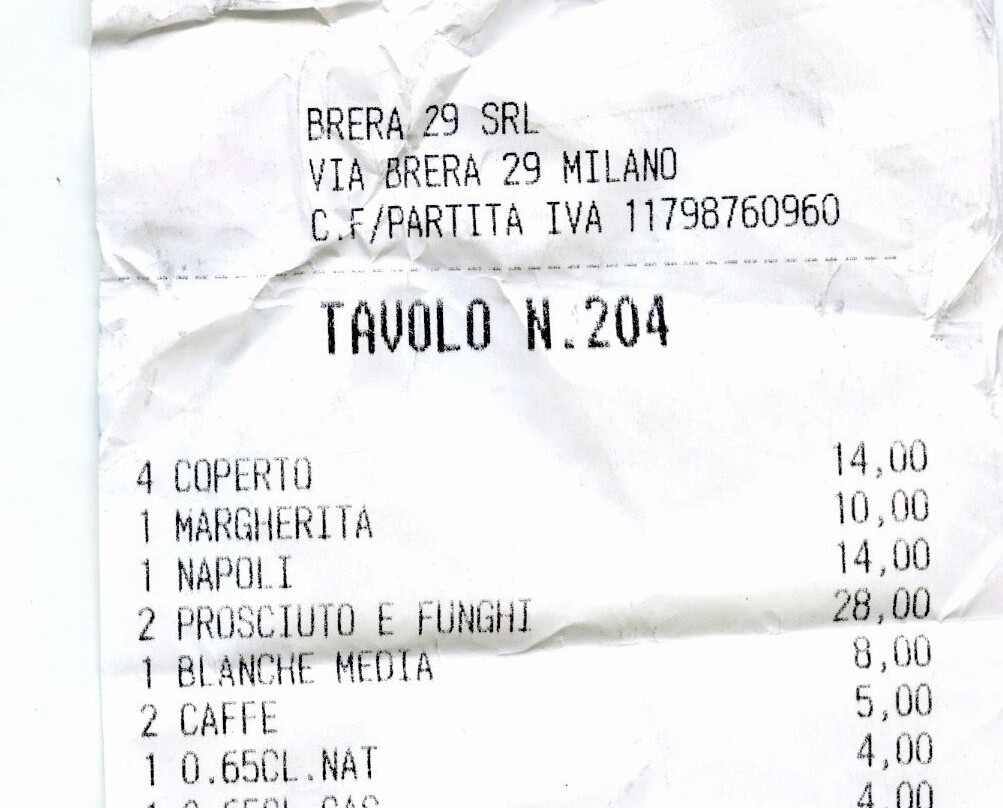 BRERA 29 SRL
VIA BRERA 29 MILANO
C.F/PARTITA IVA 11798760960
TAVOLO N.204
4 COPERTO 14,00
1 MARGHERITA 10,00
1 NAPOLI 14,00
2 PROSCIUTO E FUNGHI 28,00
1 BLANCHE MEDIA 8,00
2 CAFFE 5,00
1 0.65CL.NAT 4,00
4,00